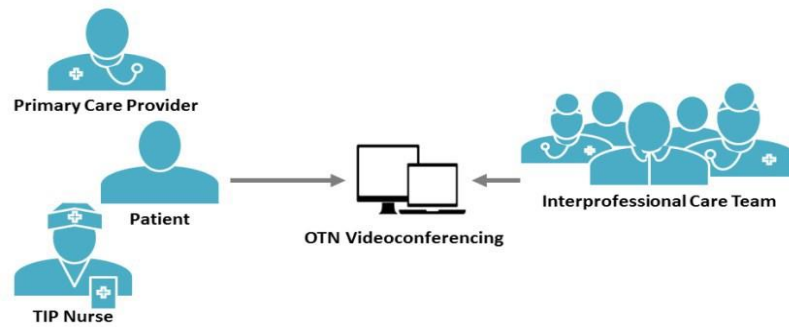 Primary Care Provider
Patient
TIP Nurse
OTN Videoconferencing
Interprofessional Care Team